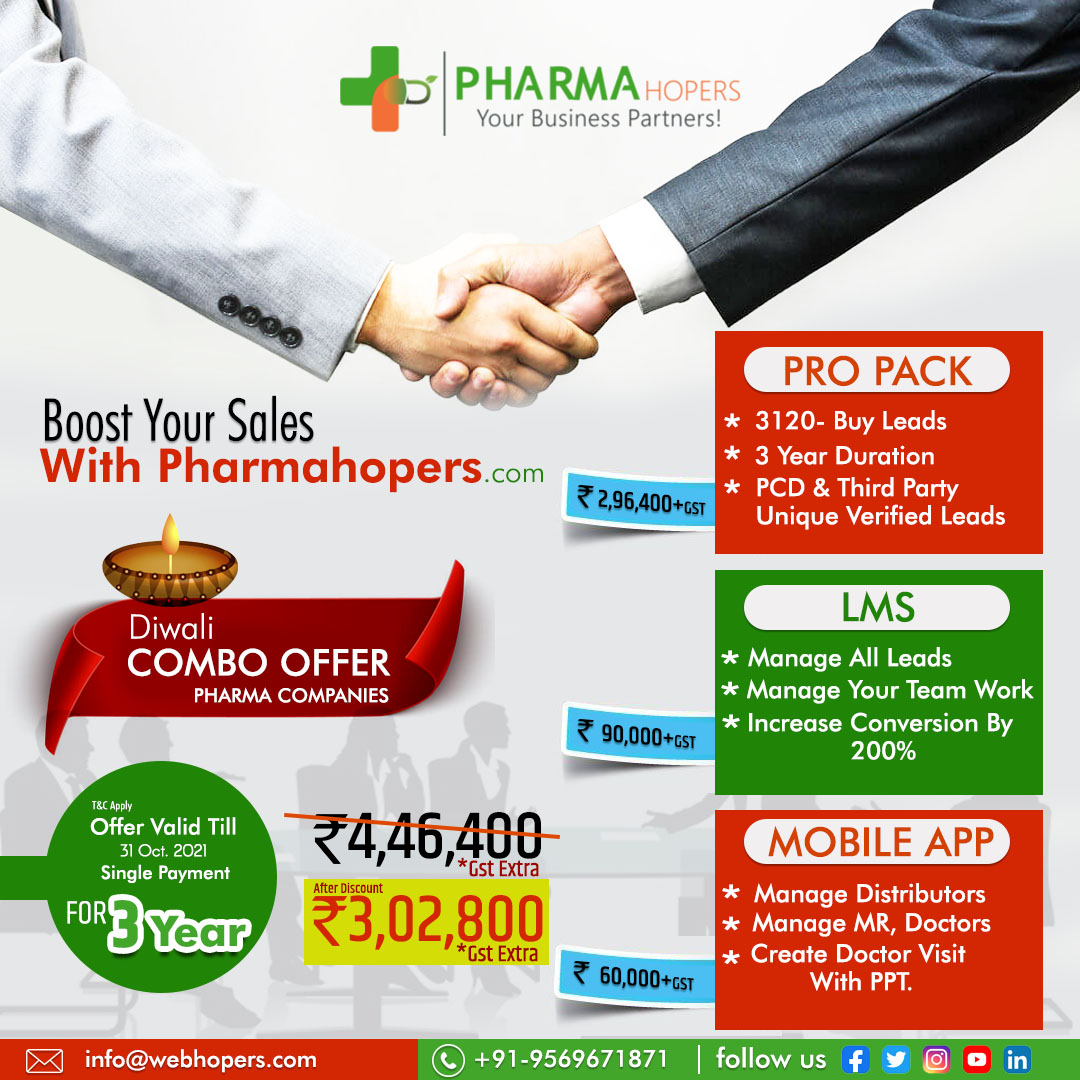 PHARMA HOPERS
Your Business Partners!
Boost Your Sales
With Pharmahopers.com
Diwali
COMBO OFFER
PHARMA COMPANIES
T&C Apply
Offer Valid Till
31 Oct. 2021
Single Payment
FOR 3 Year
₹4,46,400
*Gst Extra
After Discount
₹3,02,800
*Gst Extra
PRO PACK
* 3120- Buy Leads
* 3 Year Duration
* PCD & Third Party
Unique Verified Leads
₹ 2,96,400+GST
LMS
* Manage All Leads
* Manage Your Team Work
* Increase Conversion By
200%
₹ 90,000+GST
MOBILE APP
* Manage Distributors
* Manage MR, Doctors
* Create Doctor Visit
With PPT.
₹ 60,000+GST
info@webhopers.com
+91-9569671871
follow us